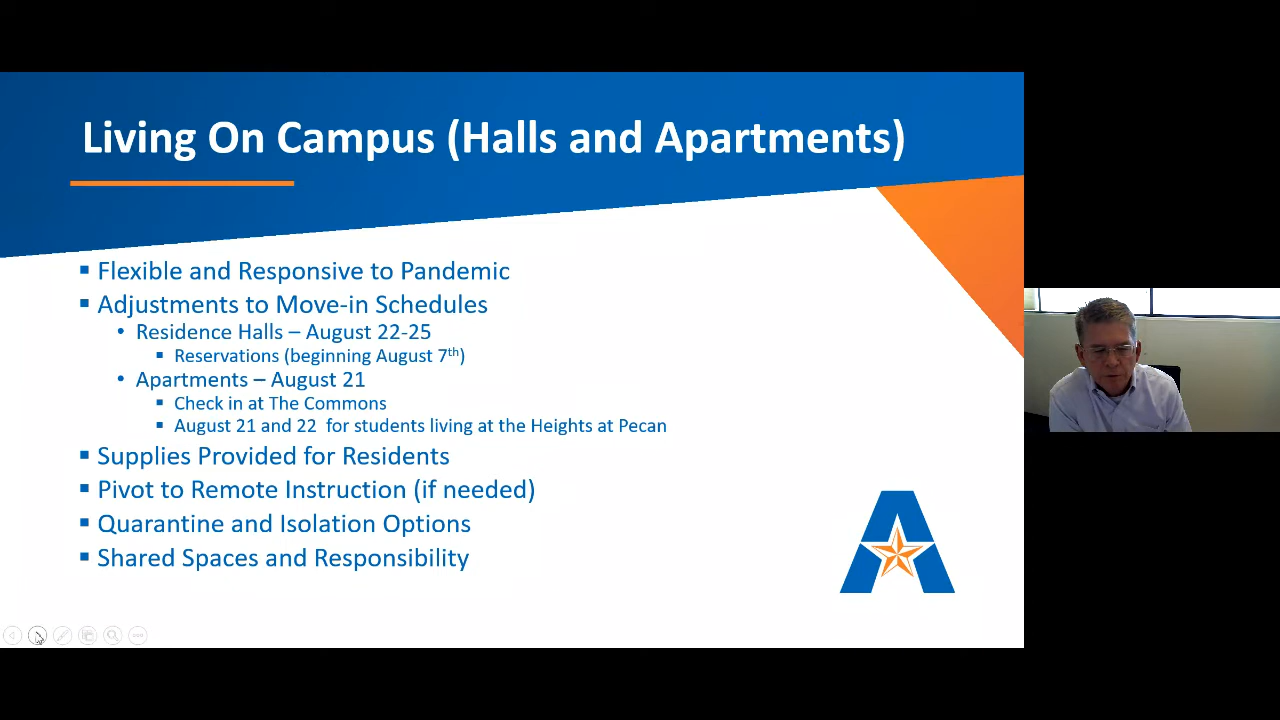 Living On Campus (Halls and Apartments)
Flexible and Responsive to Pandemic
Adjustments to Move-in Schedules
Residence Halls – August 22-25
Reservations (beginning August 7th)
Apartments – August 21
Check in at The Commons
August 21 and 22 for students living at the Heights at Pecan
Supplies Provided for Residents
Pivot to Remote Instruction (if needed)
Quarantine and Isolation Options
Shared Spaces and Responsibility
A